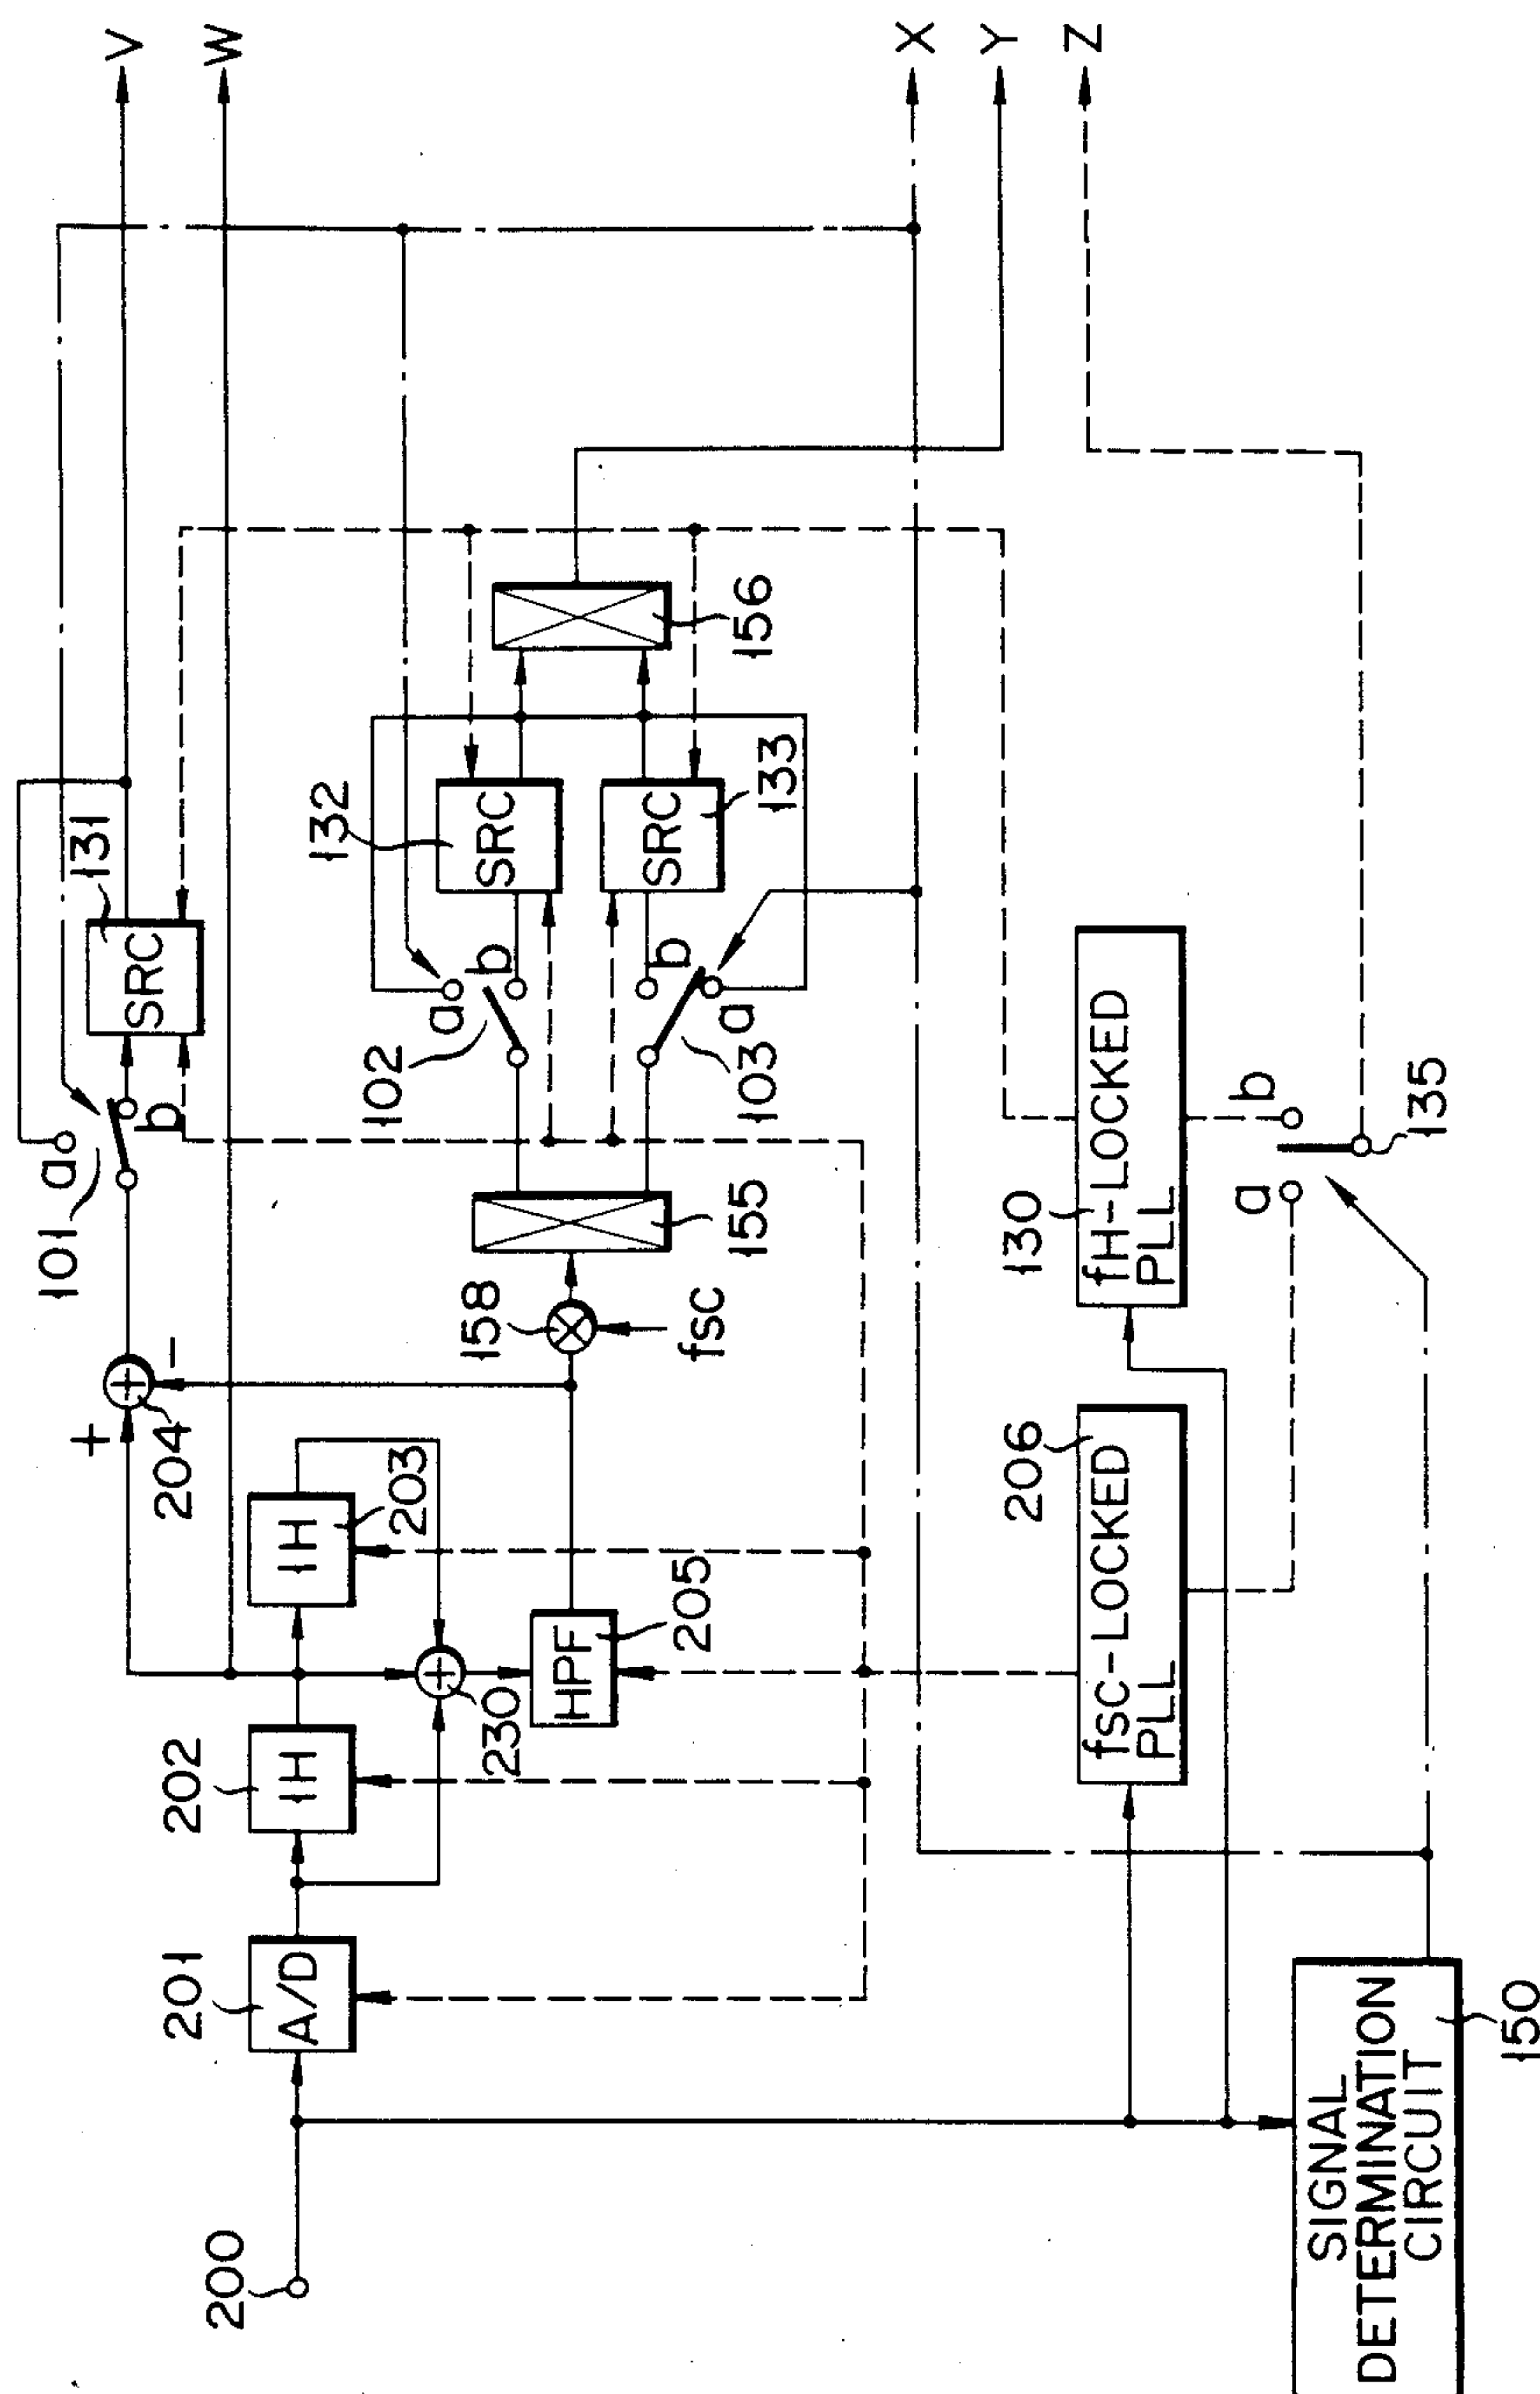 200
201
A/D
202
1H
203
1H
204
+
−
230
HPF
205
101
a
b
131
SRC
V
W
158
fSC
155
102
a
b
132
SRC
103
a
b
133
SRC
156
X
Y
Z
206
fSC-LOCKED
PLL
130
fH-LOCKED
PLL
a
b
135
SIGNAL
DETERMINATION
CIRCUIT
150